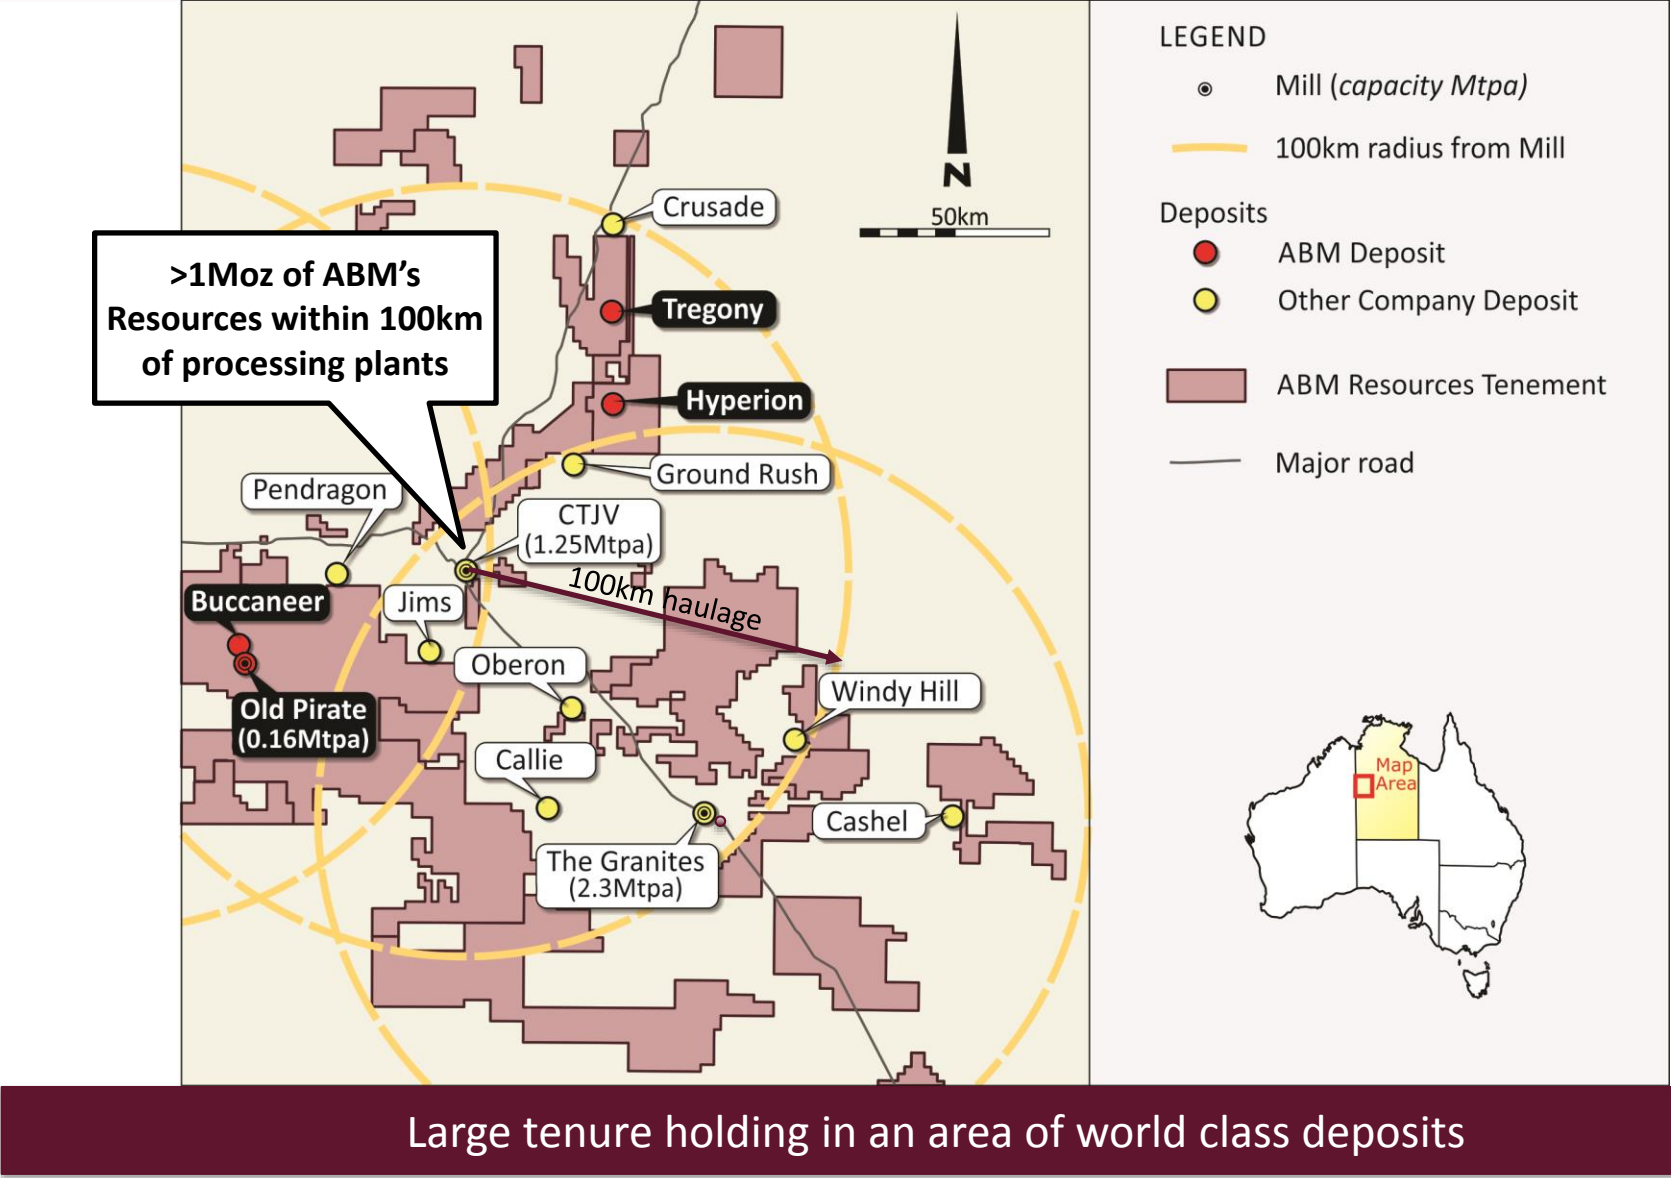 LEGEND
Mill (capacity Mtpa)
100km radius from Mill
Deposits
ABM Deposit
Other Company Deposit
ABM Resources Tenement
Major road
N
50km
Crusade
>1Moz of ABM’s
Resources within 100km
of processing plants
Tregony
Hyperion
Ground Rush
Pendragon
CTJV
(1.25Mtpa)
100km haulage
Buccaneer
Jims
Oberon
Windy Hill
Old Pirate
(0.16Mtpa)
Callie
Cashel
The Granites
(2.3Mtpa)
Map
Area
Large tenure holding in an area of world class deposits